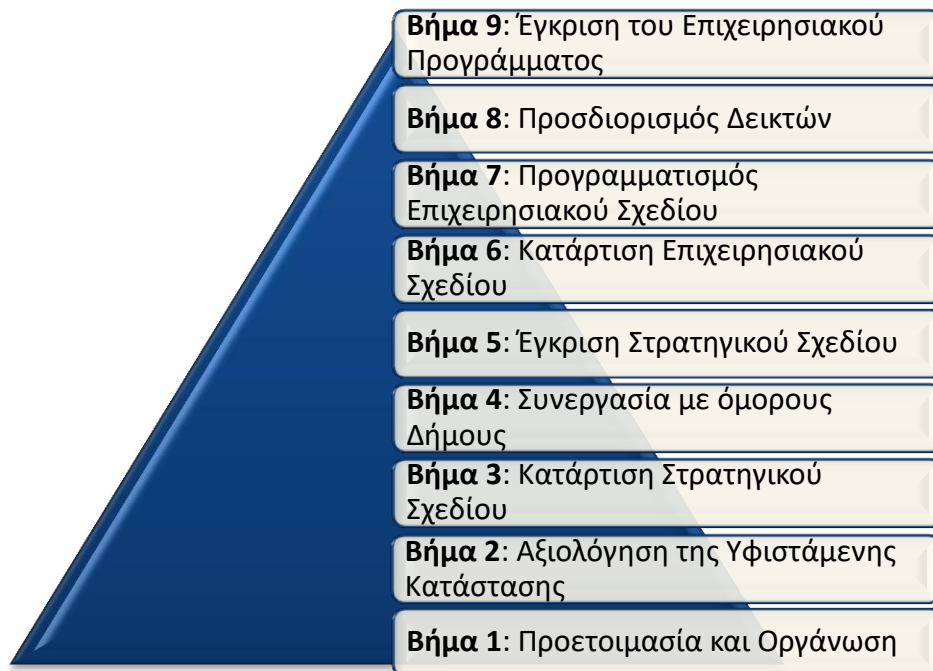 Βήμα 9: Έγκριση του Επιχειρησιακού
Προγράμματος
Βήμα 8: Προσδιορισμός Δεικτών
Βήμα 7: Προγραμματισμός
Επιχειρησιακού Σχεδίου
Βήμα 6: Κατάρτιση Επιχειρησιακού
Σχεδίου
Βήμα 5: Έγκριση Στρατηγικού Σχεδίου
Βήμα 4: Συνεργασία με όμορους
Δήμους
Βήμα 3: Κατάρτιση Στρατηγικού
Σχεδίου
Βήμα 2: Αξιολόγηση της Υφιστάμενης
Κατάστασης
Βήμα 1: Προετοιμασία και Οργάνωση